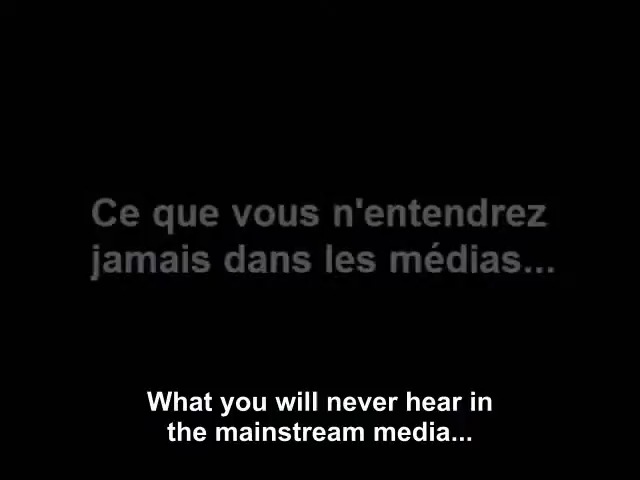 Ce que vous n'entendrez
jamais dans les médias...
What you will never hear in
the mainstream media...